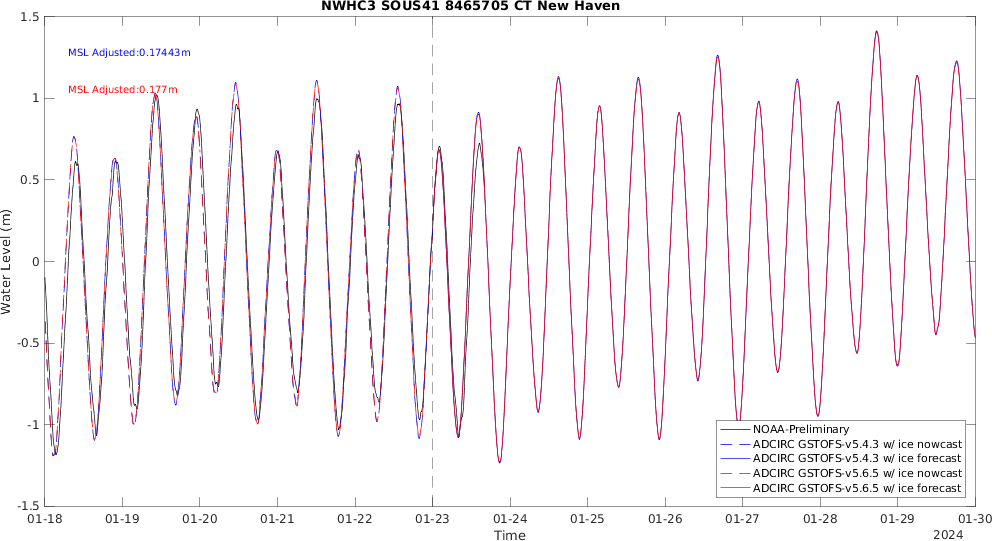 NWHC3 SOUS41 8465705 CT New Haven
1.5
MSL Adjusted:0.17443m
MSL Adjusted:0.177m
1
0.5
0
-0.5
-1
-1.5
Water Level (m)
NOAA-Preliminary
ADCIRC GSTOFS-v5.4.3 w/ ice nowcast
ADCIRC GSTOFS-v5.4.3 w/ ice forecast
ADCIRC GSTOFS-v5.6.5 w/ ice nowcast
ADCIRC GSTOFS-v5.6.5 w/ ice forecast
01-18 01-19 01-20 01-21 01-22 01-23 01-24 01-25 01-26 01-27 01-28 01-29 01-30
Time
2024